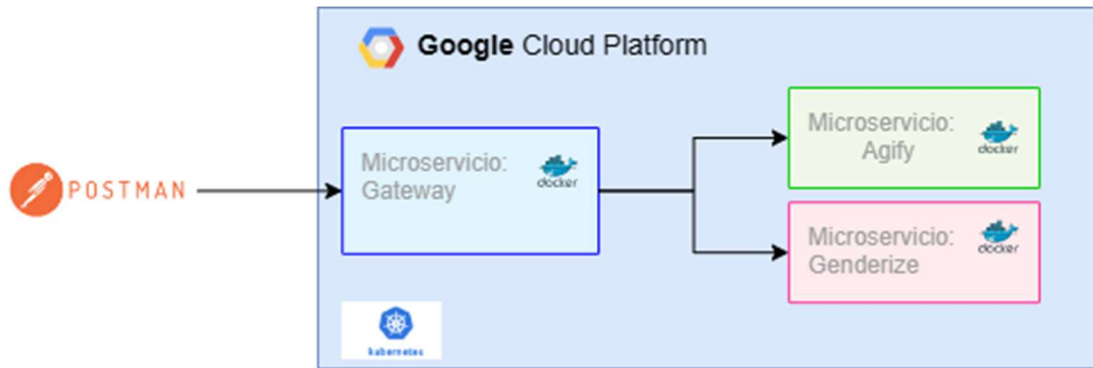 Google Cloud Platform
Microservicio:
Agify
docker
Microservicio:
Gateway
docker
POSTMAN
Microservicio:
Genderize
docker
kubernetes